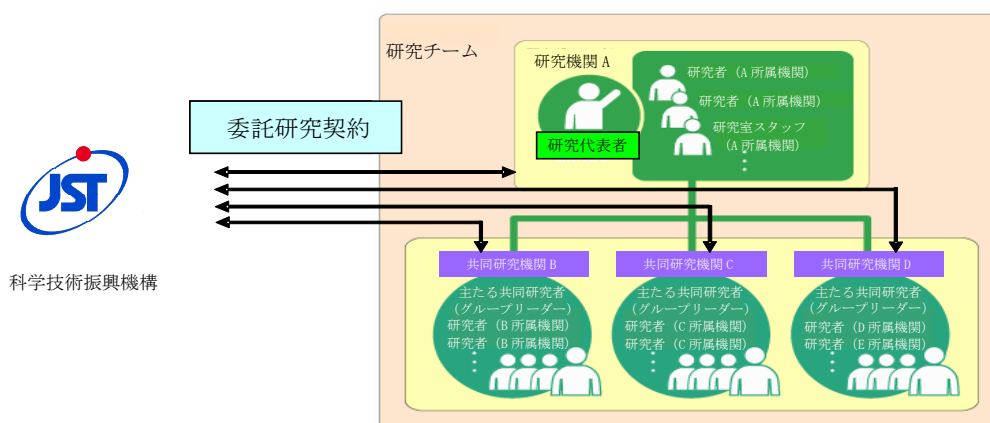 研究チーム
研究機関 A
研究者（A 所属機関）
研究者（A 所属機関）
研究室スタッフ
（A 所属機関）
⋮
研究代表者
委託研究契約
JST
科学技術振興機構
共同研究機関 B
主たる共同研究者
（グループリーダー）
研究者（B 所属機関）
研究者（B 所属機関）
⋮
共同研究機関 C
主たる共同研究者
（グループリーダー）
研究者（C 所属機関）
研究者（C 所属機関）
⋮
共同研究機関 D
主たる共同研究者
（グループリーダー）
研究者（D 所属機関）
研究者（E 所属機関）
⋮